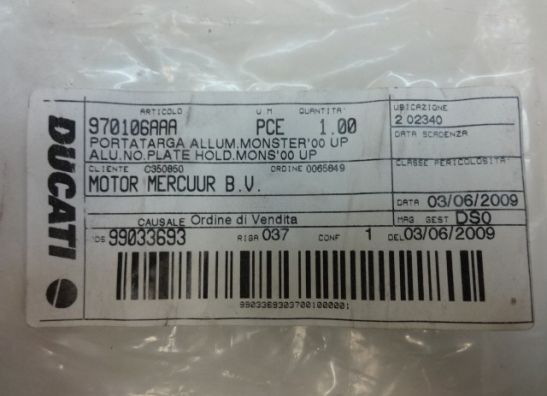 DUCATI
ARTICOLO U M QUANTITA' UBICAZIONE
970106AAA PCE 1.00 2 02340
PORTATARGA ALLUM.MONSTER'00 UP DATA SCADENZA
ALU.NO.PLATE HOLD.MONS'00 UP
CLIENTE C350850 ORDINE 0065849 CLASSE PERICOLOSITA'
MOTOR MERCUUR B.V.
DATA 03/06/2009
CAUSALE Ordine di Vendita MAG GEST DS0
99033693 RIGA 037 CONF 1 DEL 03/06/2009
99033693037001000001